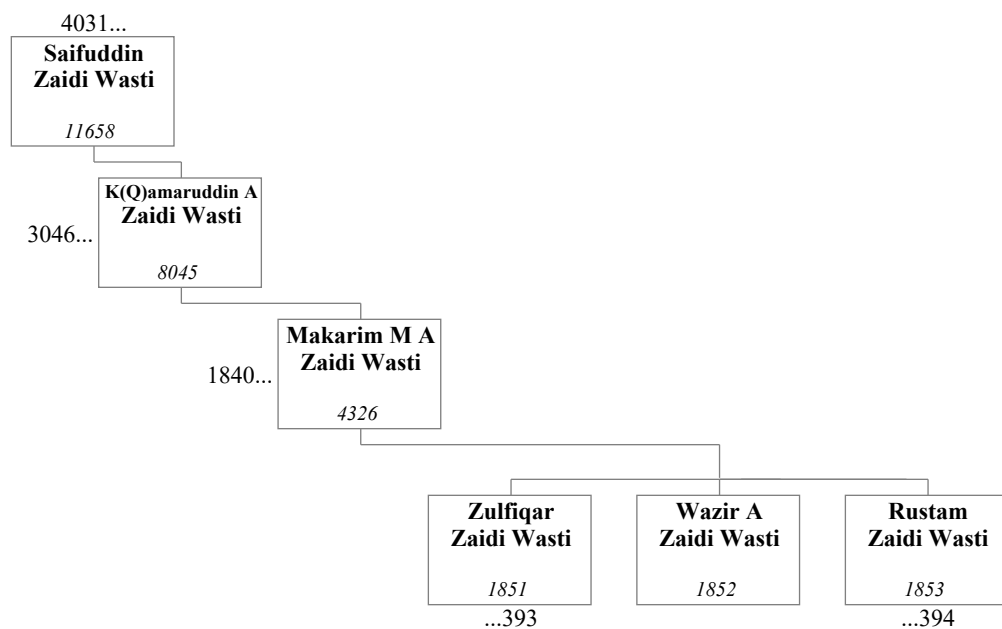 4031...
Saifuddin
Zaidi Wasti
11658
K(Q)amaruddin A
Zaidi Wasti
3046...
8045
Makarim M A
Zaidi Wasti
1840...
4326
Zulfiqar
Zaidi Wasti
1851
...393
Wazir A
Zaidi Wasti
1852
Rustam
Zaidi Wasti
1853
...394